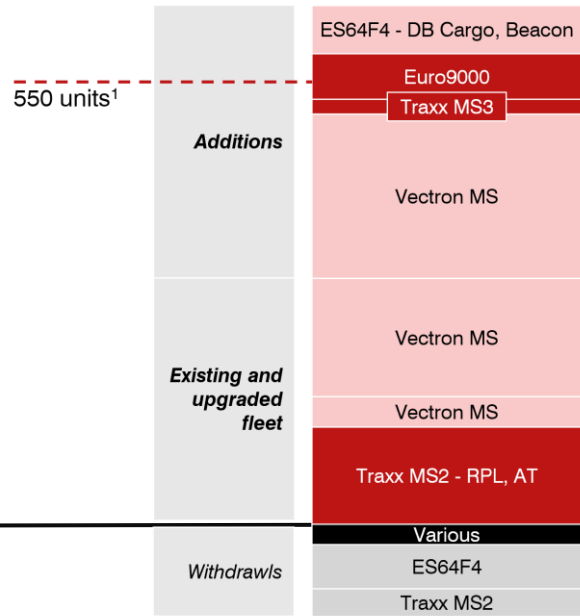 ES64F4 - DB Cargo, Beacon
Euro9000
550 units¹
Traxx MS3
Additions
Vectron MS
Vectron MS
Existing and
upgraded
fleet
Vectron MS
Traxx MS2 - RPL, AT
Various
Withdrawls
ES64F4
Traxx MS2